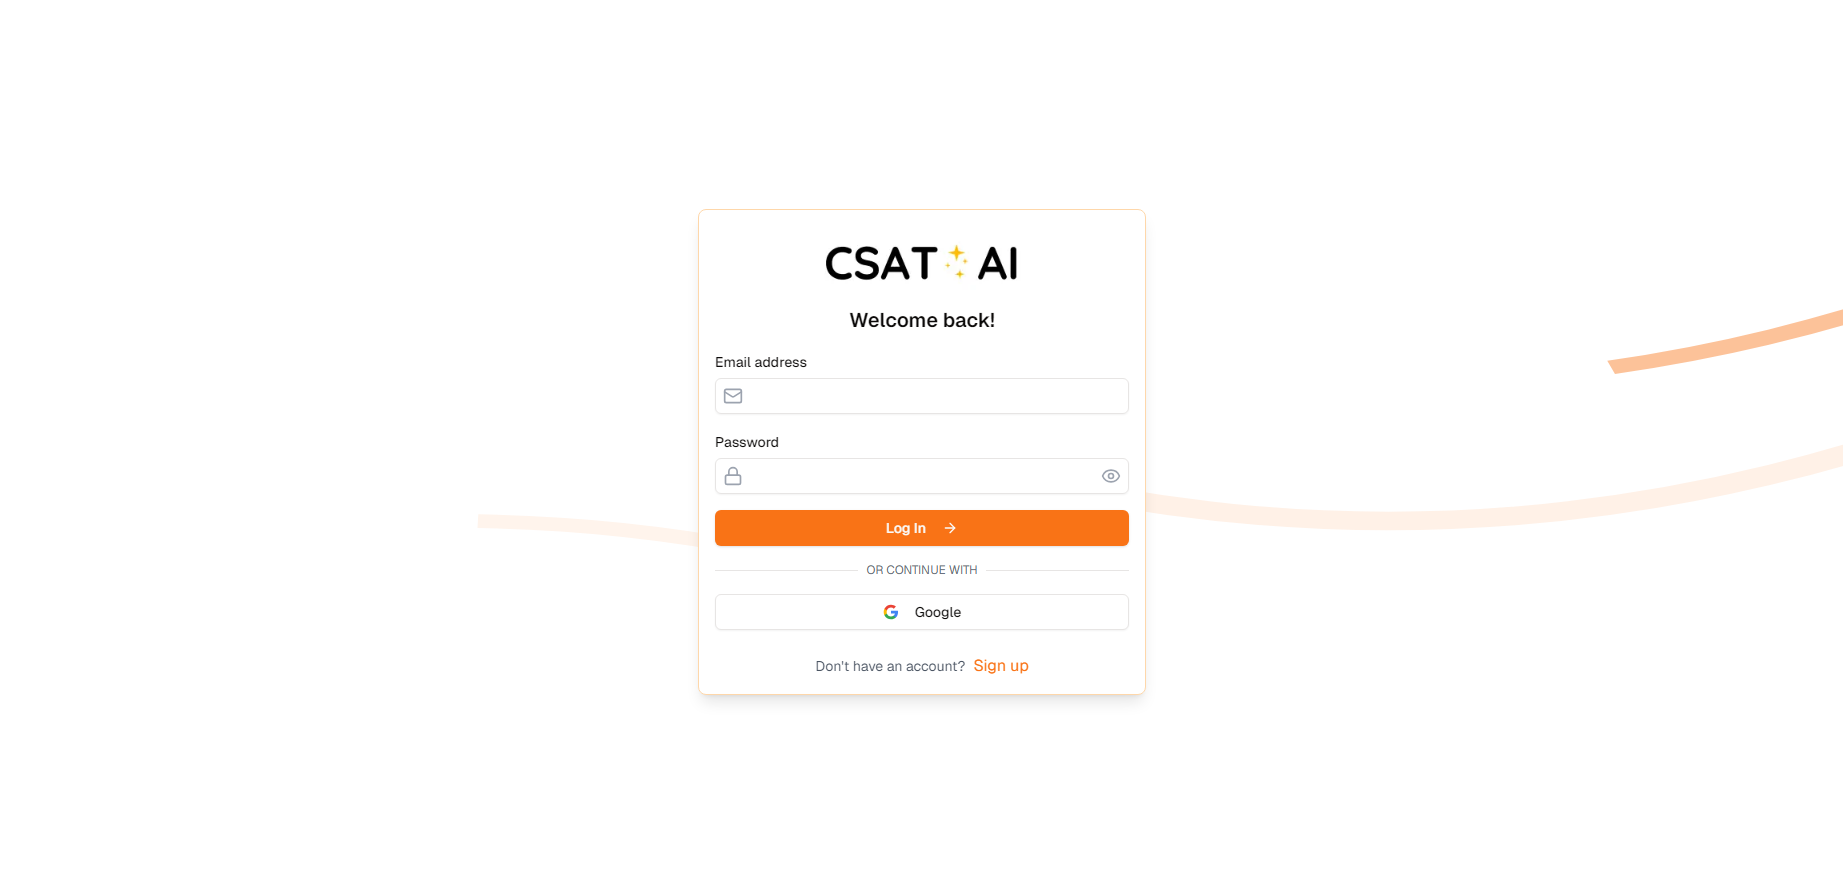 CSAT AI
Welcome back!
Email address
Password
Log In
OR CONTINUE WITH
Google
Don't have an account? Sign up